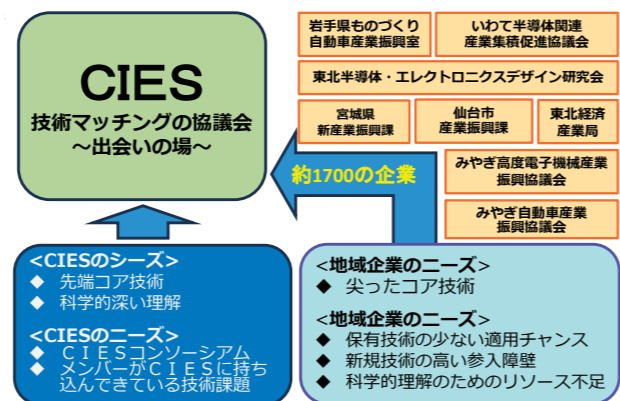 CIES
技術マッチングの協議会
～出会いの場～
岩手県ものづくり
自動車産業振興室
いわて半導体関連
産業集積促進協議会
東北半導体・エレクトロニクスデザイン研究会
宮城県
新産業振興課
仙台市
産業振興課
東北経済
産業局
約1700の企業
みやぎ高度電子機械産業
振興協議会
みやぎ自動車産業
振興協議会
<CIESのシーズ>
◆ 先端コア技術
◆ 科学的深い理解
<CIESのニーズ>
◆ ＣＩＥＳコンソーシアム
◆ メンバーがＣＩＥＳに持ち
込んできている技術課題
<地域企業のニーズ>
◆ 尖ったコア技術
<地域企業のニーズ>
◆ 保有技術の少ない適用チャンス
◆ 新規技術の高い参入障壁
◆ 科学的理解のためのリソース不足